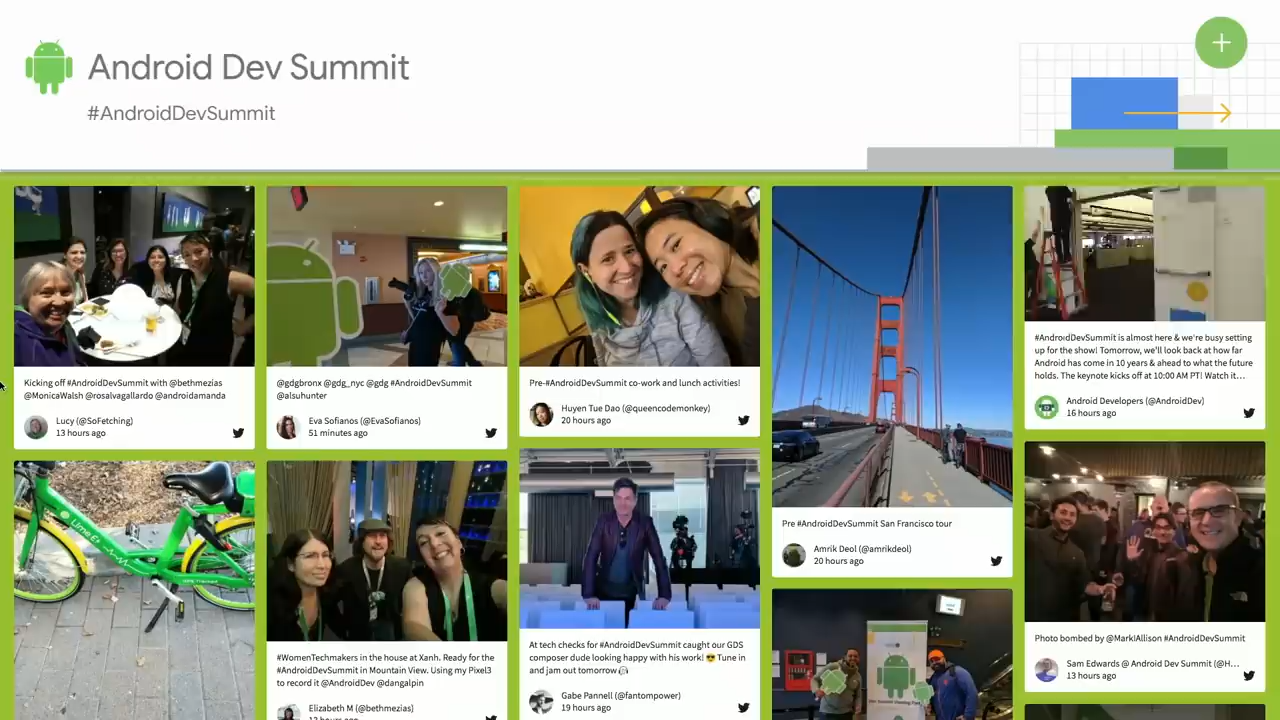 Android Dev Summit
#AndroidDevSummit
Kicking off #AndroidDevSummit with @bethmezias
@MonicaWalsh @rosalvagallardo @androidamanda
Lucy (@SoFetching)
13 hours ago
Lime-E
@gdgbronx @gdg_nyc @gdg #AndroidDevSummit
@alsuhunter
Eva Sofianos (@EvaSofianos)
51 minutes ago
#WomenTechmakers in the house at Xanh. Ready for the
#AndroidDevSummit in Mountain View. Using my Pixel3
to record it @AndroidDev @dangalpin
Elizabeth M (@bethmezias)
Pre-#AndroidDevSummit co-work and lunch activities!
Huyen Tue Dao (@queencodemonkey)
20 hours ago
At tech checks for #AndroidDevSummit caught our GDS
composer dude looking happy with his work! 😎 Tune in
and jam out tomorrow
Gabe Pannell (@fantompower)
19 hours ago
Pre #AndroidDevSummit San Francisco tour
Amrik Deol (@amrikdeol)
20 hours ago
#AndroidDevSummit is almost here & we're busy setting
up for the show! Tomorrow, we'll look back at how far
Android has come in 10 years & ahead to what the future
holds. The keynote kicks off at 10:00 AM PT! Watch it…
Android Developers (@AndroidDev)
16 hours ago
Photo bombed by @MarkIAllison #AndroidDevSummit
Sam Edwards @ Android Dev Summit (@H…
13 hours ago